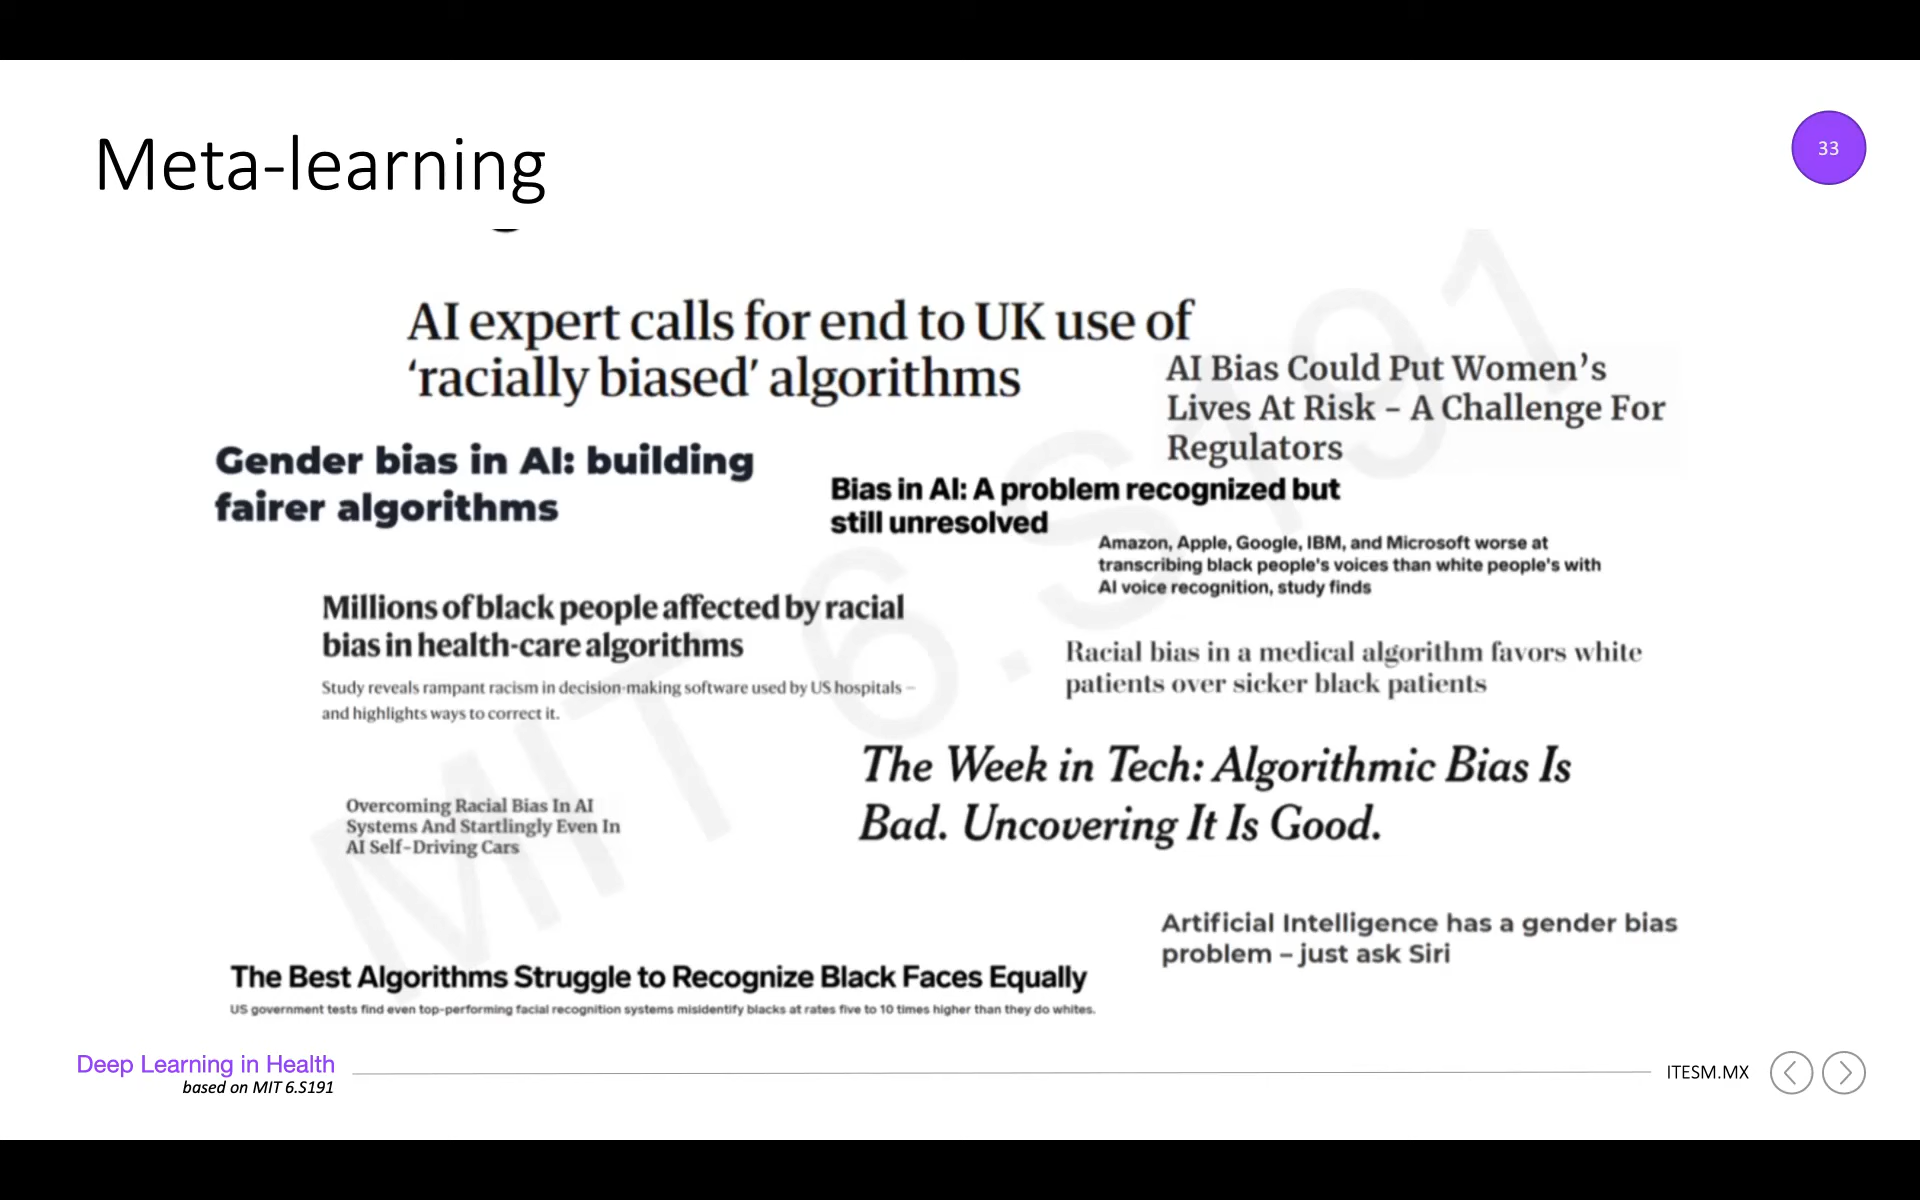 Meta-learning
33
AI expert calls for end to UK use of
‘racially biased’ algorithms
AI Bias Could Put Women’s
Lives At Risk – A Challenge For
Regulators
Gender bias in AI: building
fairer algorithms
Bias in AI: A problem recognized but
still unresolved
Amazon, Apple, Google, IBM, and Microsoft worse at
transcribing black people's voices than white people's with
AI voice recognition, study finds
Millions of black people affected by racial
bias in health-care algorithms
Study reveals rampant racism in decision-making software used by US hospitals –
and highlights ways to correct it.
Racial bias in a medical algorithm favors white
patients over sicker black patients
The Week in Tech: Algorithmic Bias Is
Bad. Uncovering It Is Good.
Overcoming Racial Bias In AI
Systems And Startlingly Even In
AI Self-Driving Cars
Artificial Intelligence has a gender bias
problem – just ask Siri
The Best Algorithms Struggle to Recognize Black Faces Equally
US government tests find even top-performing facial recognition systems misidentify blacks at rates five to 10 times higher than they do whites.
MIT 6.S191
Deep Learning in Health
based on MIT 6.S191
ITESM.MX